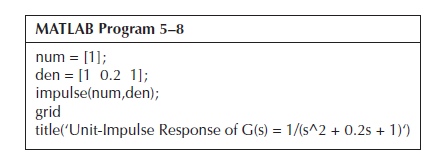 MATLAB Program 5–8
num = [1];
den = [1 0.2 1];
impulse(num,den);
grid
title(‘Unit-Impulse Response of G(s) = 1/(s^2 + 0.2s + 1)’)